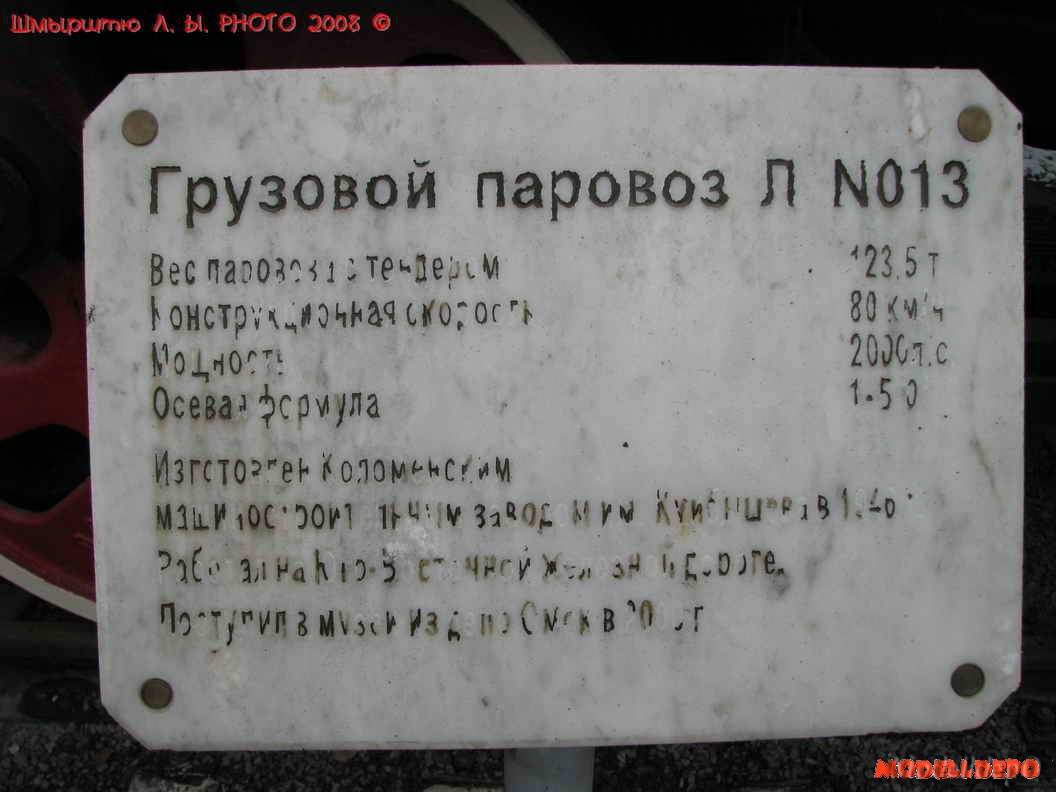 Шмырштю Л. Ы. PHOTO 2008 ©
Грузовой паровоз Л N013
Вес паровоза с тендером 123.5 т
Конструкционная скорость 80 км/ч
Мощность 2000 л.с
Осевая формула 1-5 0
Изготовлен Коломенским
машиностроительным заводом им Куйбышева в
Работал на Юго-Восточной железной дороге.
Поступил в музей из депо Омск в